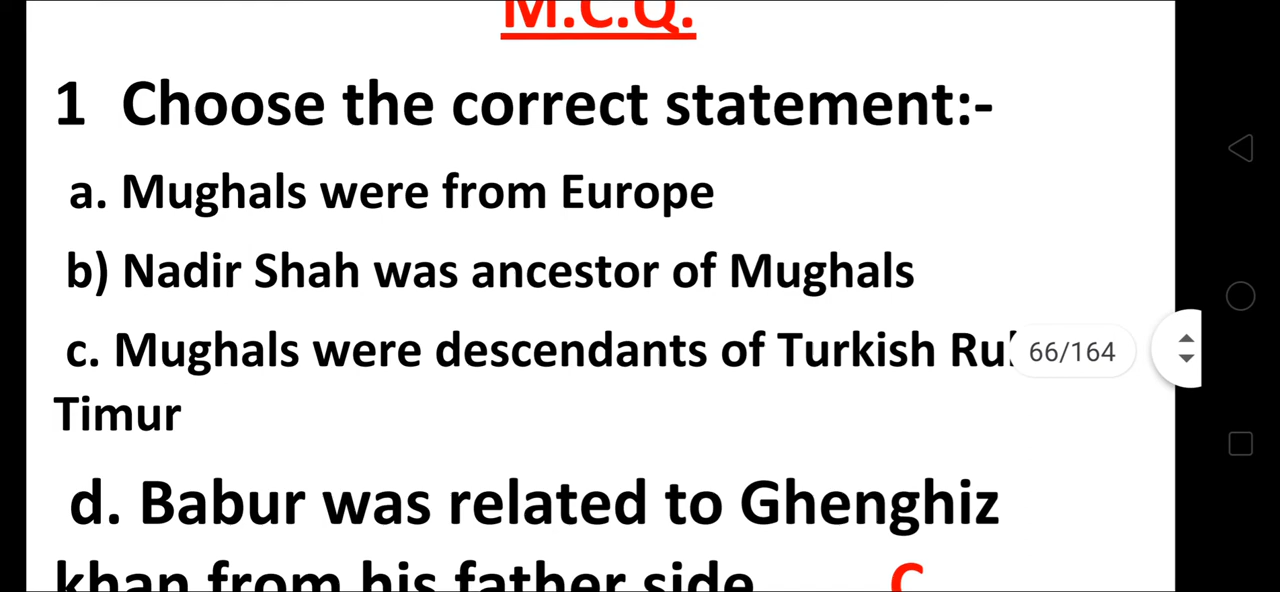 M.C.Q.
1 Choose the correct statement:-
a. Mughals were from Europe
b) Nadir Shah was ancestor of Mughals
c. Mughals were descendants of Turkish
66/164
Timur
d. Babur was related to Ghenghiz
khan from his father side C